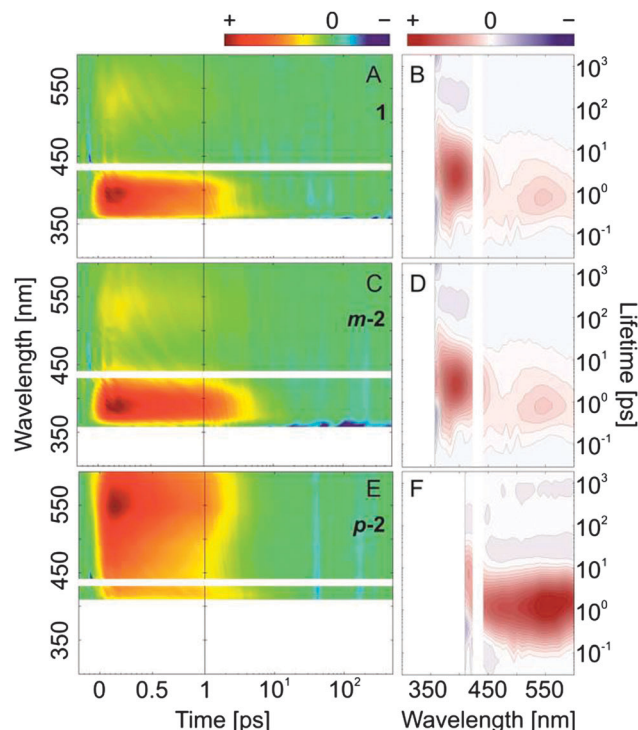 + 0 − + 0 −
A
1
B
550
450
350
10³
10²
10¹
10⁰
10⁻¹
C
m-2
D
550
450
350
10³
10²
10¹
10⁰
10⁻¹
Wavelength [nm]
Lifetime [ps]
E
p-2
F
550
450
350
10³
10²
10¹
10⁰
10⁻¹
0 0.5 1 10¹ 10² 350 450 550
Time [ps] Wavelength [nm]